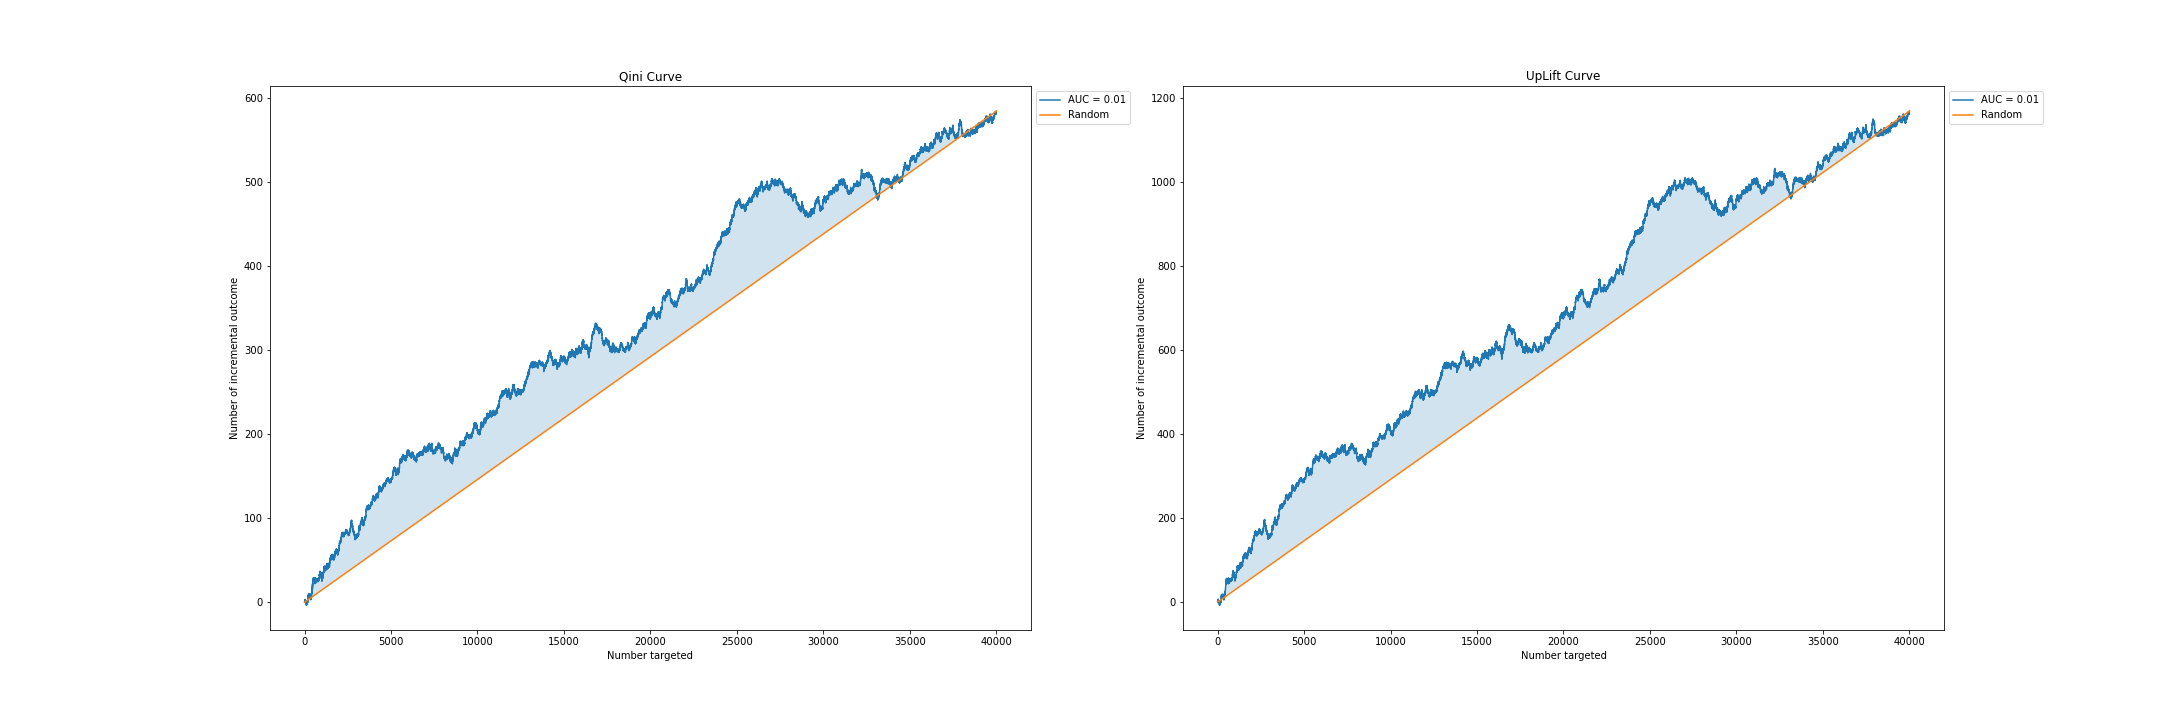 Qini Curve
Number of incremental outcome
600
500
400
300
200
100
0
0 5000 10000 15000 20000 25000 30000 35000 40000
Number targeted
AUC = 0.01
Random
UpLift Curve
Number of incremental outcome
1200
1000
800
600
400
200
0
0 5000 10000 15000 20000 25000 30000 35000 40000
Number targeted
AUC = 0.01
Random